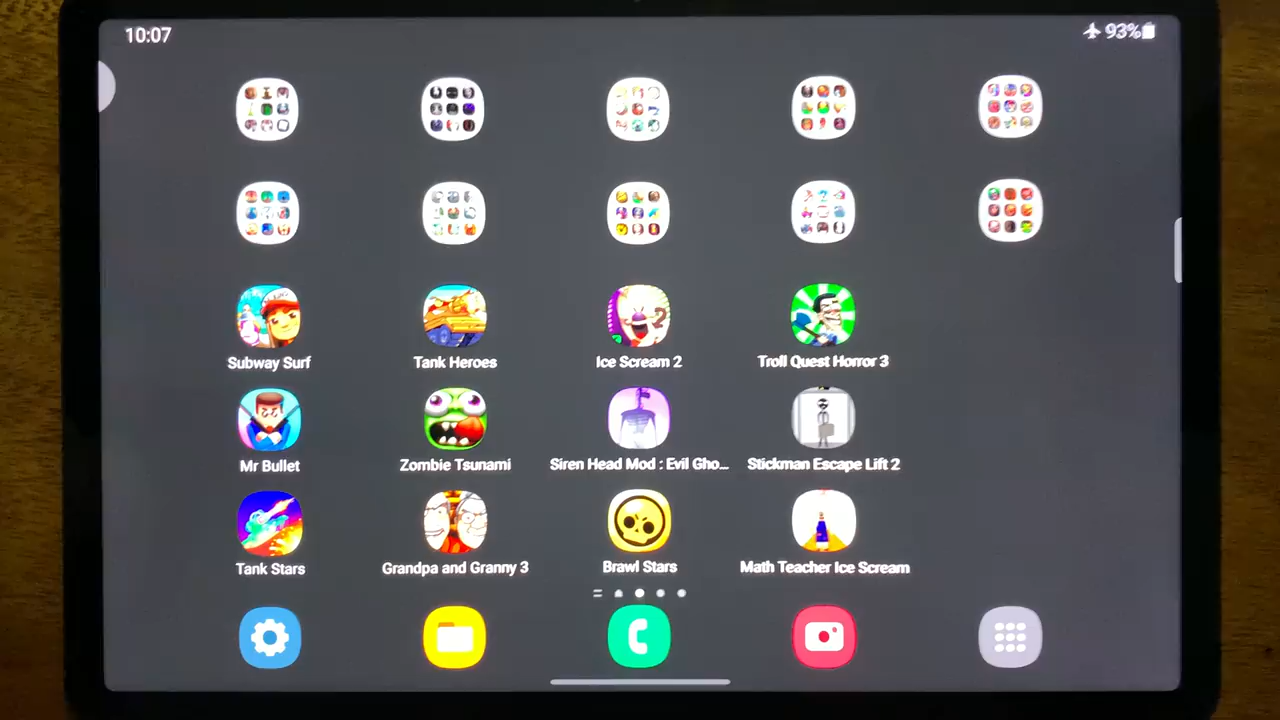 10:07
93%
Subway Surf
Tank Heroes
Ice Scream 2
Troll Quest Horror 3
Mr Bullet
Zombie Tsunami
Siren Head Mod : Evil Gho...
Stickman Escape Lift 2
Tank Stars
Grandpa and Granny 3
Brawl Stars
Math Teacher Ice Scream